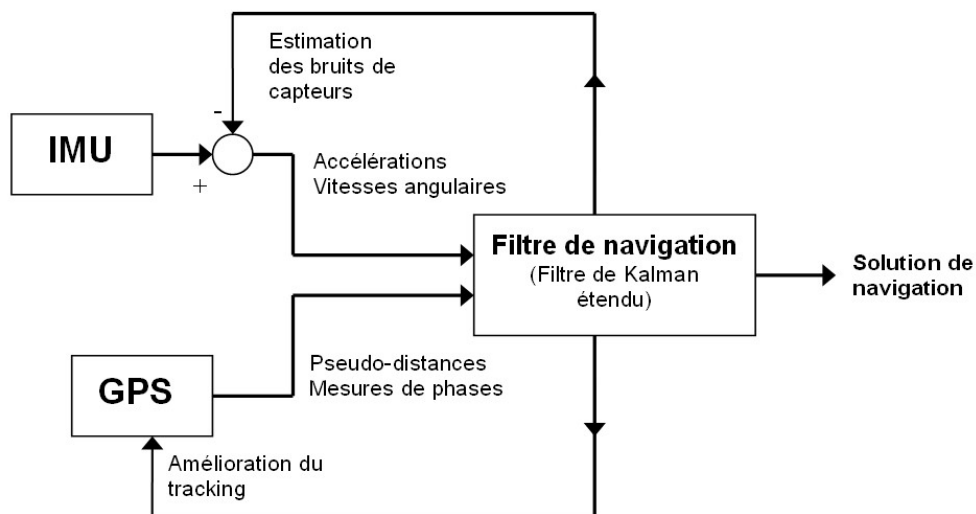 Estimation
des bruits de
capteurs
-
IMU
+
Accélérations
Vitesses angulaires
Filtre de navigation
(Filtre de Kalman
étendu)
Solution de
navigation
Pseudo-distances
Mesures de phases
GPS
Amélioration du
tracking